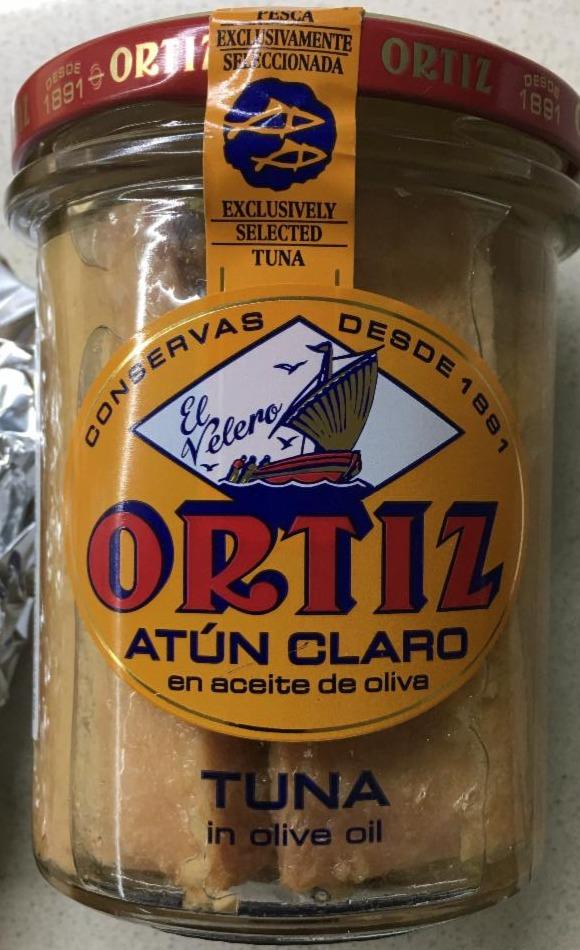 PESCA
EXCLUSIVAMENTE
SELECCIONADA
DESDE
1891
ORTIZ
ORTIZ
DESDE
1891
EXCLUSIVELY
SELECTED
TUNA
CONSERVAS DESDE 1891
El
Velero
ORTIZ
ATÚN CLARO
en aceite de oliva
TUNA
in olive oil